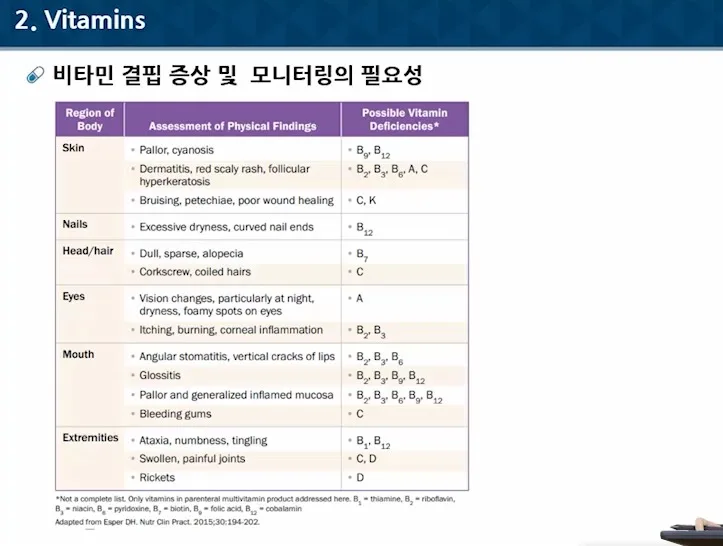 2. Vitamins
비타민 결핍 증상 및 모니터링의 필요성
Region of Body | Assessment of Physical Findings | Possible Vitamin Deficiencies*
Skin
• Pallor, cyanosis • B9, B12
• Dermatitis, red scaly rash, follicular hyperkeratosis • B2, B3, B6, A, C
• Bruising, petechiae, poor wound healing • C, K
Nails
• Excessive dryness, curved nail ends • B12
Head/hair
• Dull, sparse, alopecia • B7
• Corkscrew, coiled hairs • C
Eyes
• Vision changes, particularly at night, dryness, foamy spots on eyes • A
• Itching, burning, corneal inflammation • B2, B3
Mouth
• Angular stomatitis, vertical cracks of lips • B2, B3, B6
• Glossitis • B2, B3, B9, B12
• Pallor and generalized inflamed mucosa • B2, B3, B6, B9, B12
• Bleeding gums • C
Extremities
• Ataxia, numbness, tingling • B1, B12
• Swollen, painful joints • C, D
• Rickets • D
*Not a complete list. Only vitamins in parenteral multivitamin product addressed here. B1 = thiamine, B2 = riboflavin,
B3 = niacin, B6 = pyridoxine, B7 = biotin, B9 = folic acid, B12 = cobalamin
Adapted from Esper DH. Nutr Clin Pract. 2015;30:194-202.